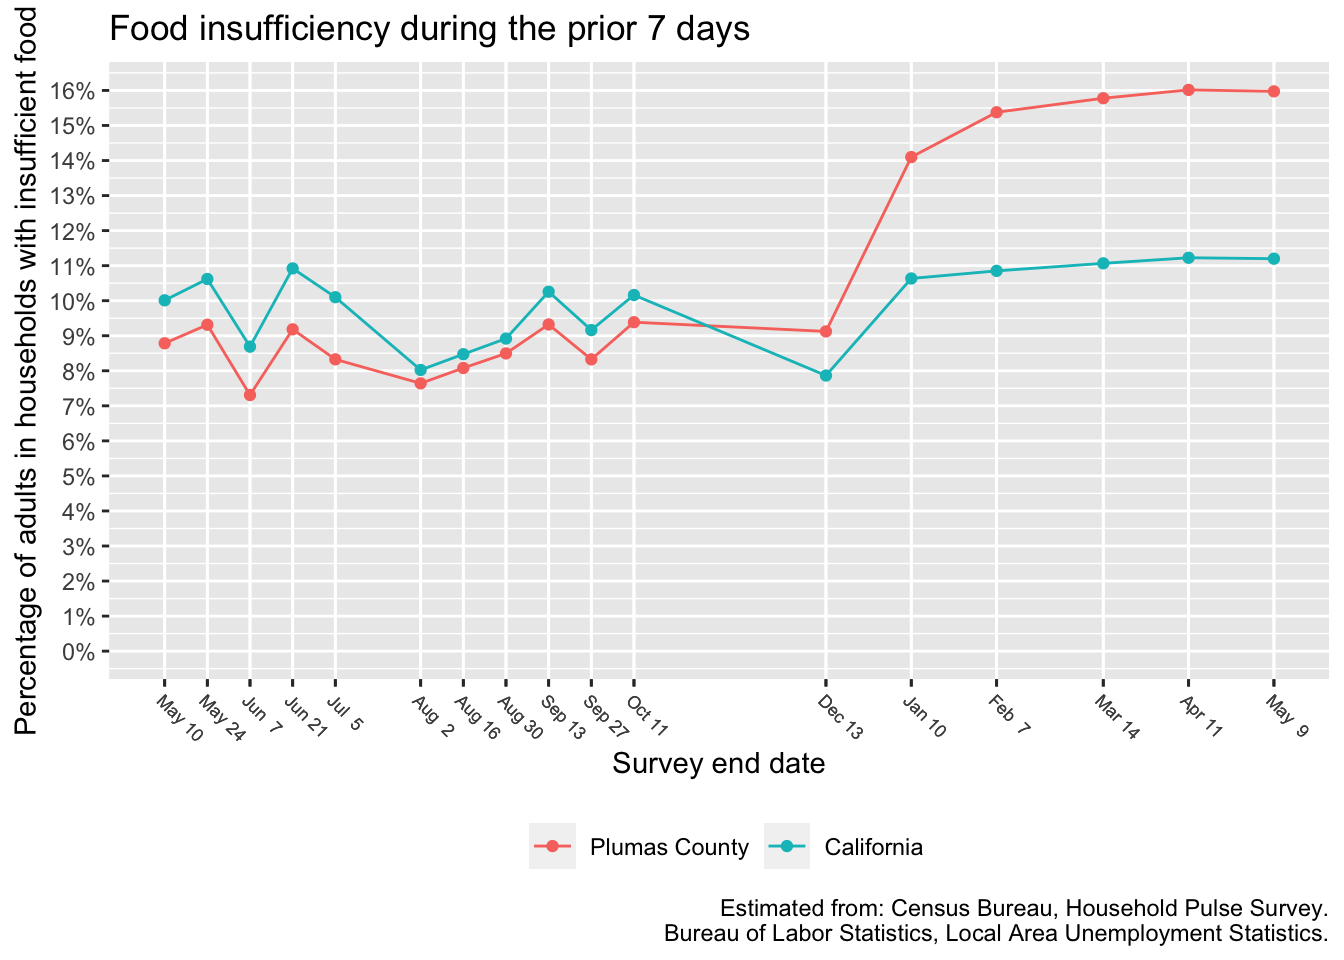 Food insufficiency during the prior 7 days
Percentage of adults in households with insufficient food
16%
15%
14%
13%
12%
11%
10%
9%
8%
7%
6%
5%
4%
3%
2%
1%
0%
May 10
May 24
Jun 7
Jun 21
Jul 5
Aug 2
Aug 16
Aug 30
Sep 13
Sep 27
Oct 11
Dec 13
Jan 10
Feb 7
Mar 14
Apr 11
May 9
Survey end date
Plumas County
California
Estimated from: Census Bureau, Household Pulse Survey.
Bureau of Labor Statistics, Local Area Unemployment Statistics.